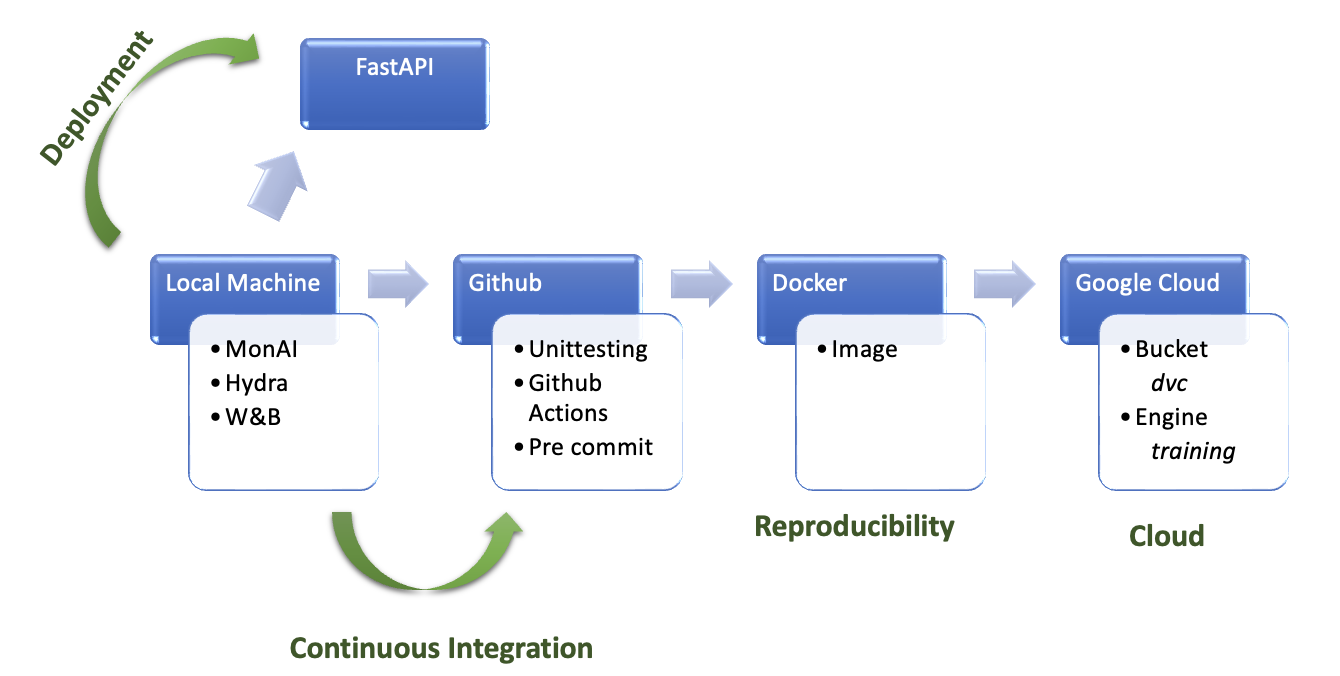 Deployment
FastAPI
Local Machine
• MonAI
• Hydra
• W&B
Github
• Unittesting
• Github
Actions
• Pre commit
Docker
• Image
Google Cloud
• Bucket
dvc
• Engine
training
Reproducibility
Cloud
Continuous Integration